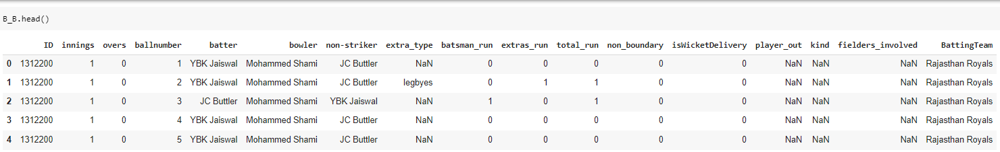 B_B.head()
ID innings overs ballnumber batter bowler non-striker extra_type batsman_run extras_run total_run non_boundary isWicketDelivery player_out kind fielders_involved BattingTeam
0 1312200 1 0 1 YBK Jaiswal Mohammed Shami JC Buttler NaN 0 0 0 0 0 NaN NaN NaN Rajasthan Royals
1 1312200 1 0 2 YBK Jaiswal Mohammed Shami JC Buttler legbyes 0 1 1 0 0 NaN NaN NaN Rajasthan Royals
2 1312200 1 0 3 JC Buttler Mohammed Shami YBK Jaiswal NaN 1 0 1 0 0 NaN NaN NaN Rajasthan Royals
3 1312200 1 0 4 YBK Jaiswal Mohammed Shami JC Buttler NaN 0 0 0 0 0 NaN NaN NaN Rajasthan Royals
4 1312200 1 0 5 YBK Jaiswal Mohammed Shami JC Buttler NaN 0 0 0 0 0 NaN NaN NaN Rajasthan Royals